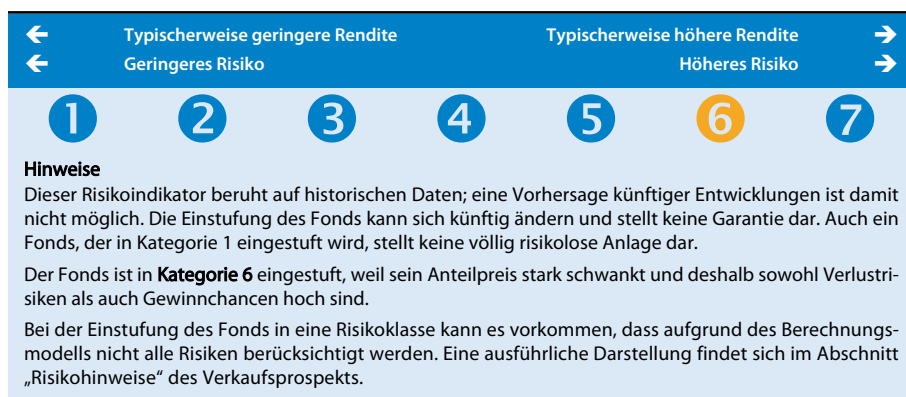 ← Typischerweise geringere Rendite Typischerweise höhere Rendite →
← Geringeres Risiko Höheres Risiko →
1 2 3 4 5 6 7
Hinweise
Dieser Risikoindikator beruht auf historischen Daten; eine Vorhersage künftiger Entwicklungen ist damit
nicht möglich. Die Einstufung des Fonds kann sich künftig ändern und stellt keine Garantie dar. Auch ein
Fonds, der in Kategorie 1 eingestuft wird, stellt keine völlig risikolose Anlage dar.
Der Fonds ist in Kategorie 6 eingestuft, weil sein Anteilpreis stark schwankt und deshalb sowohl Verlustri-
siken als auch Gewinnchancen hoch sind.
Bei der Einstufung des Fonds in eine Risikoklasse kann es vorkommen, dass aufgrund des Berechnungs-
modells nicht alle Risiken berücksichtigt werden. Eine ausführliche Darstellung findet sich im Abschnitt
„Risikohinweise“ des Verkaufsprospekts.